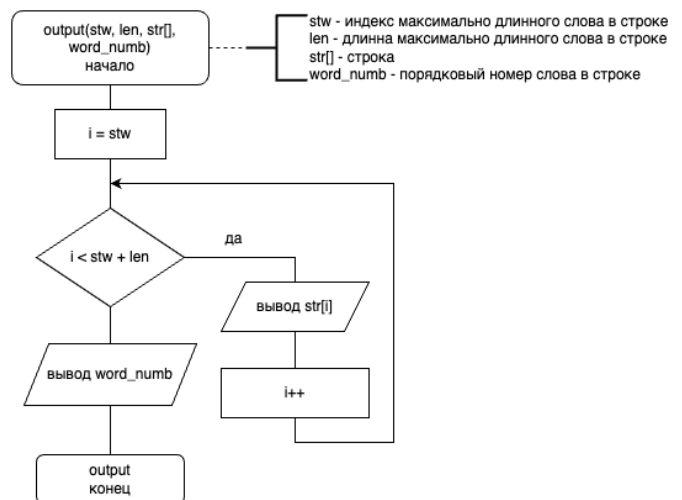 output(stw, len, str[],
word_numb)
начало
stw - индекс максимально длинного слова в строке
len - длинна максимально длинного слова в строке
str[] - строка
word_numb - порядковый номер слова в строке
i = stw
i < stw + len
да
вывод str[i]
i++
вывод word_numb
output
конец